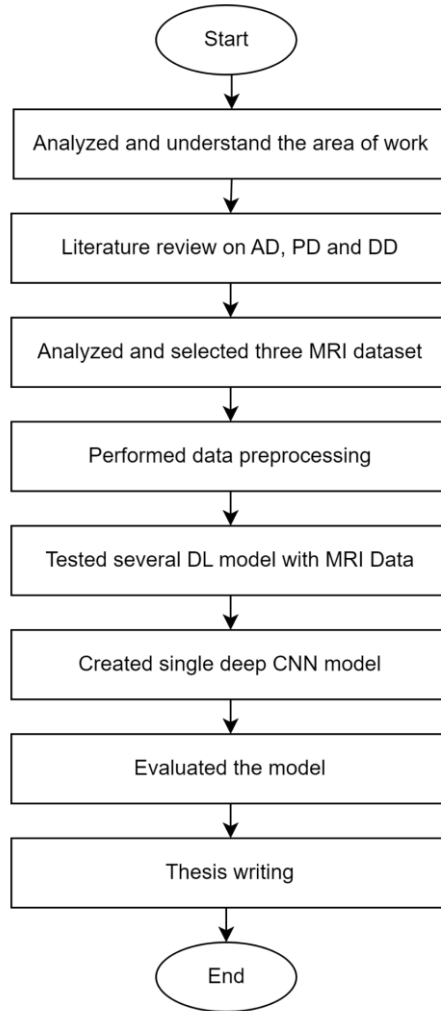 Start
Analyzed and understand the area of work
Literature review on AD, PD and DD
Analyzed and selected three MRI dataset
Performed data preprocessing
Tested several DL model with MRI Data
Created single deep CNN model
Evaluated the model
Thesis writing
End